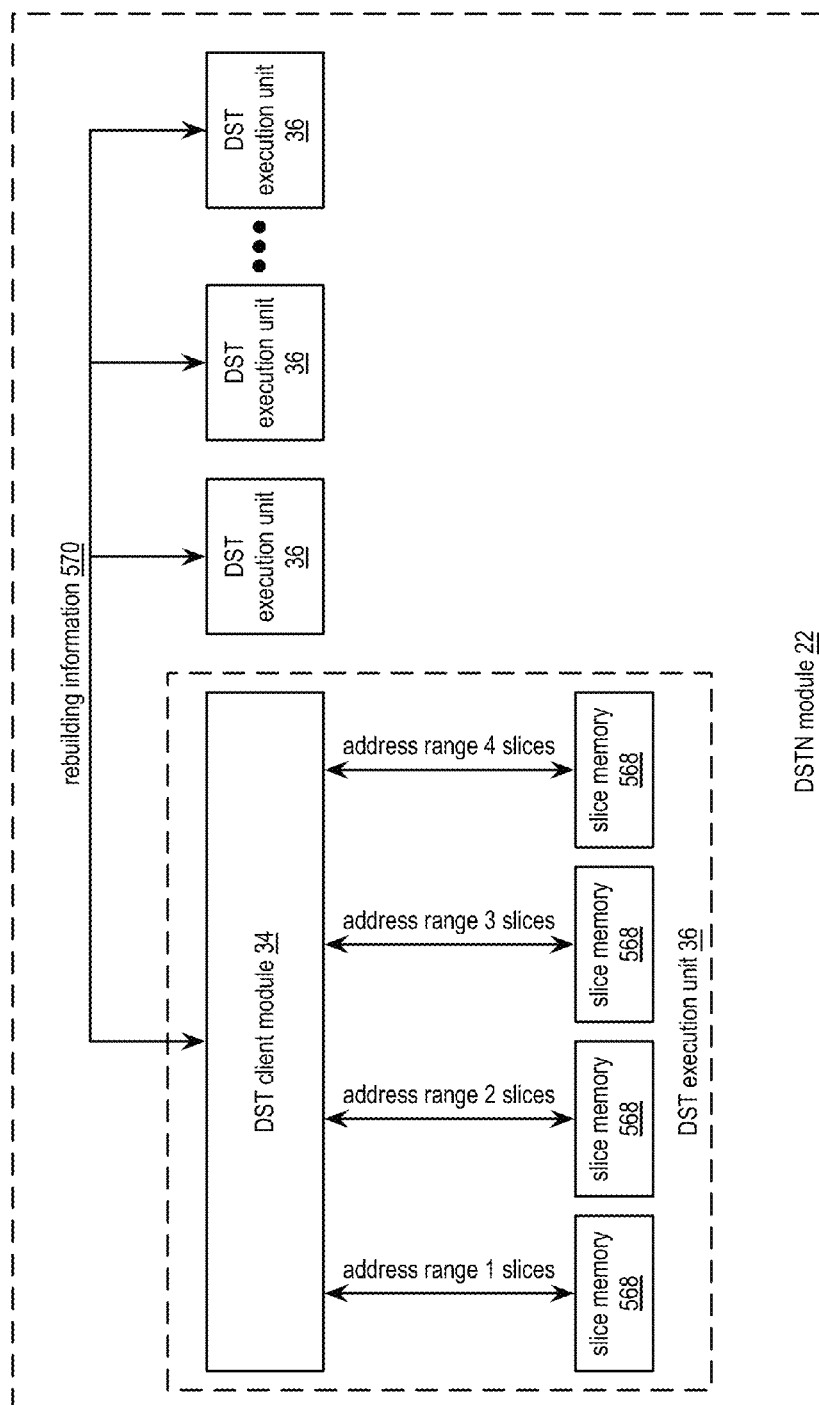 rebuilding information 570
DST client module 34
DST
execution unit
36
DST
execution unit
36
DST
execution unit
36
address range 1 slices
address range 2 slices
address range 3 slices
address range 4 slices
slice memory
568
slice memory
568
slice memory
568
slice memory
568
DST execution unit 36
DSTN module 22